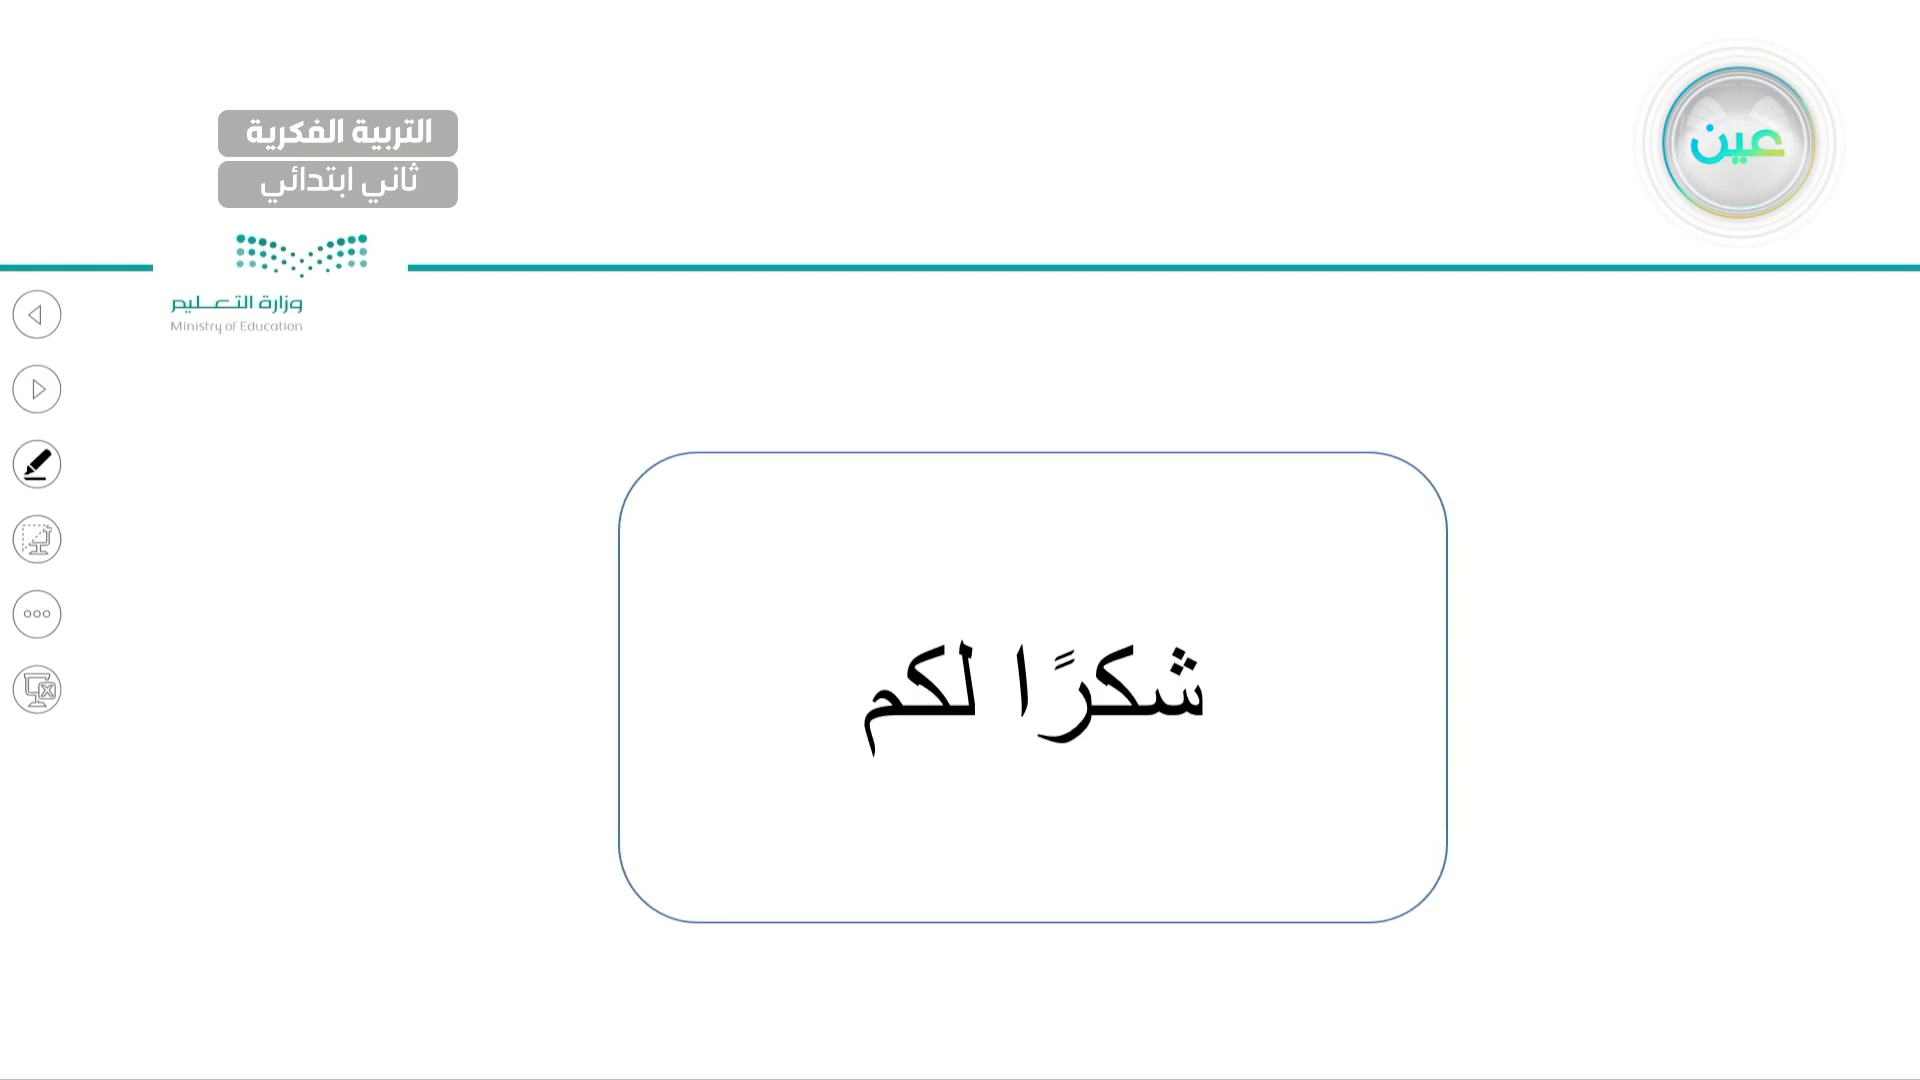 عين
التربية الفكرية
ثاني ابتدائي
وزارة التعليم
Ministry of Education
شكرًا لكم